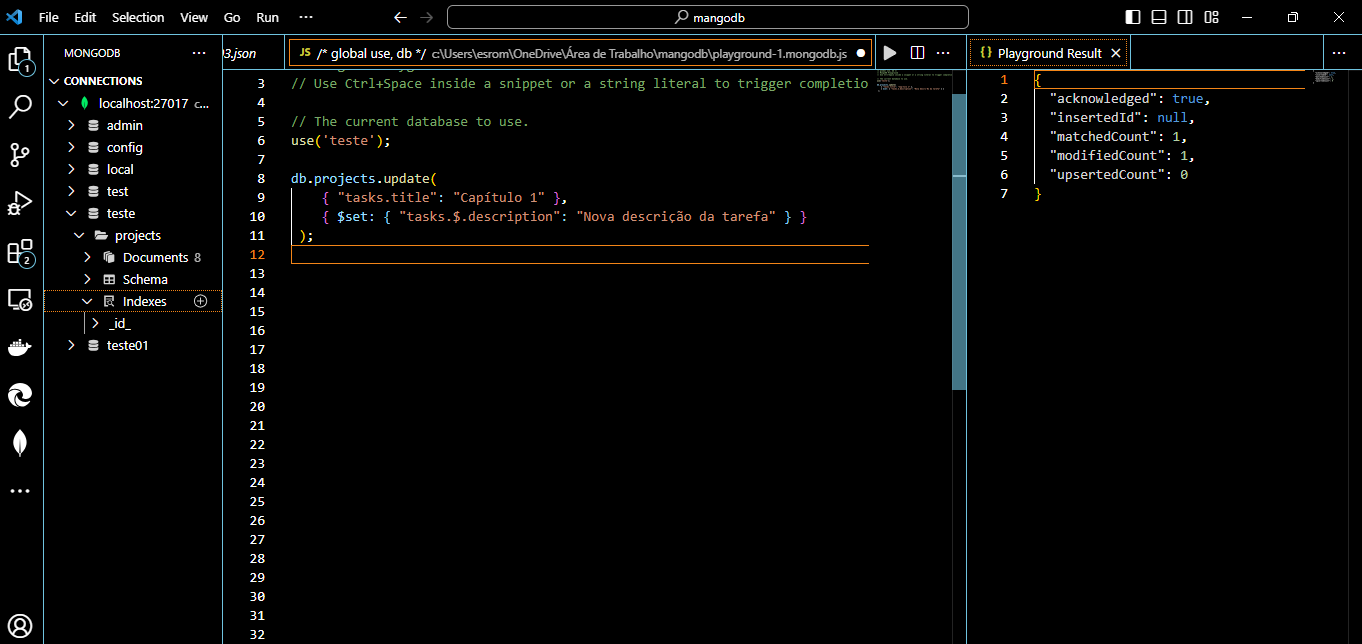 File Edit Selection View Go Run ···
mangodb
MONGODB ···
CONNECTIONS
localhost:27017 c...
admin
config
local
test
teste
projects
Documents 8
Schema
Indexes
_id_
teste01
1
2
03.json
JS /* global use, db */ c:\Users\esrom\OneDrive\Área de Trabalho\mangodb\playground-1.mongodb.js
3 // Use Ctrl+Space inside a snippet or a string literal to trigger completio
4
5 // The current database to use.
6 use('teste');
7
8 db.projects.update(
9 { "tasks.title": "Capítulo 1" },
10 { $set: { "tasks.$.description": "Nova descrição da tarefa" } }
11 );
12
13
14
15
16
17
18
19
20
21
22
23
24
25
26
27
28
29
30
31
32
{} Playground Result
1 {
2 "acknowledged": true,
3 "insertedId": null,
4 "matchedCount": 1,
5 "modifiedCount": 1,
6 "upsertedCount": 0
7 }